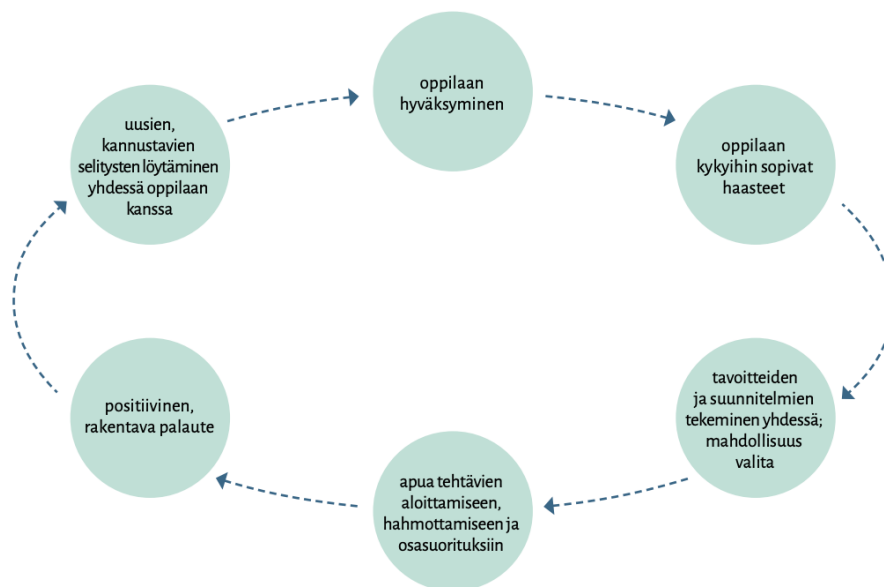 oppilaan
hyväksyminen
oppilaan
kykyihin sopivat
haasteet
tavoitteiden
ja suunnitelmien
tekeminen yhdessä;
mahdollisuus
valita
apua tehtävien
aloittamiseen,
hahmottamiseen ja
osasuorituksiin
positiivinen,
rakentava palaute
uusien,
kannustavien
selitysten löytäminen
yhdessä oppilaan
kanssa